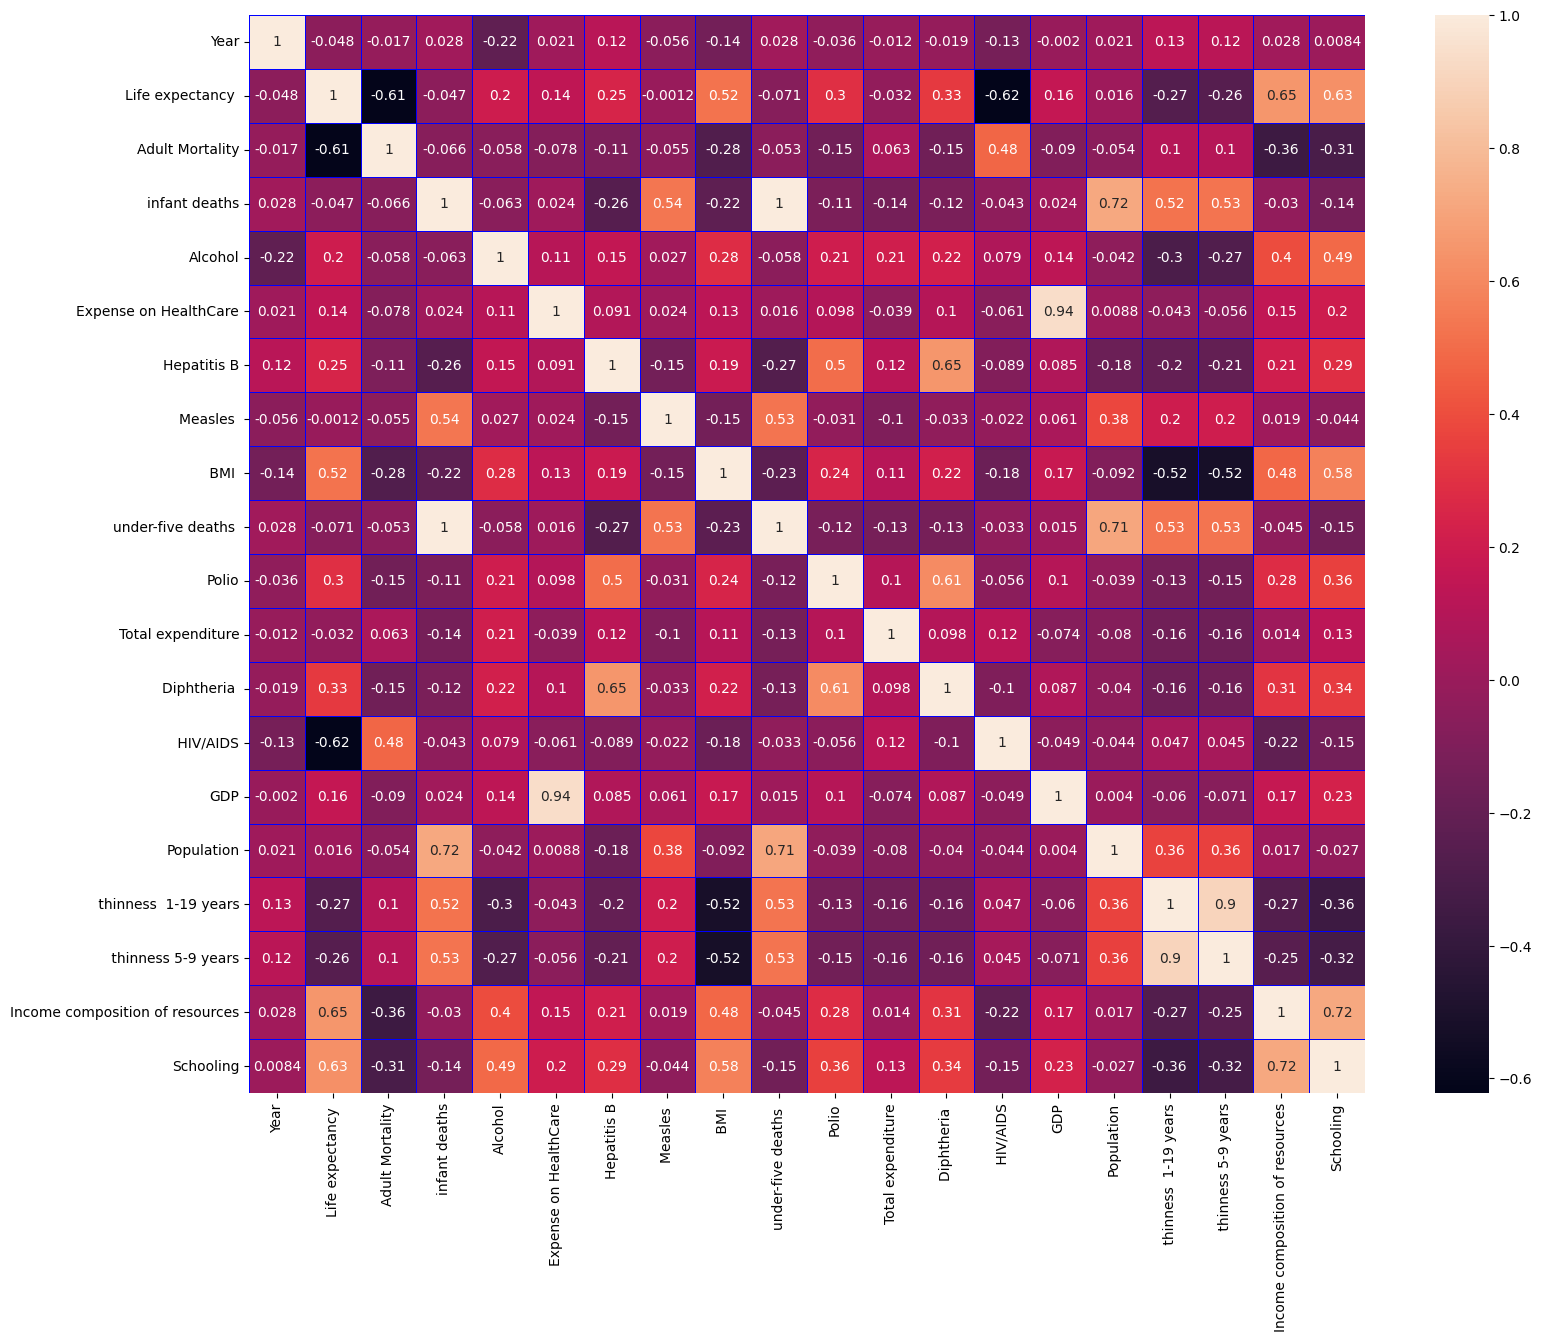 Year 1 -0.048 -0.017 0.028 -0.22 0.021 0.12 -0.056 -0.14 0.028 -0.036 -0.012 -0.019 -0.13 -0.002 0.021 0.13 0.12 0.028 0.0084
Life expectancy -0.048 1 -0.61 -0.047 0.2 0.14 0.25 -0.0012 0.52 -0.071 0.3 -0.032 0.33 -0.62 0.16 0.016 -0.27 -0.26 0.65 0.63
Adult Mortality -0.017 -0.61 1 -0.066 -0.058 -0.078 -0.11 -0.055 -0.28 -0.053 -0.15 0.063 -0.15 0.48 -0.09 -0.054 0.1 0.1 -0.36 -0.31
infant deaths 0.028 -0.047 -0.066 1 -0.063 0.024 -0.26 0.54 -0.22 1 -0.11 -0.14 -0.12 -0.043 0.024 0.72 0.52 0.53 -0.03 -0.14
Alcohol -0.22 0.2 -0.058 -0.063 1 0.11 0.15 0.027 0.28 -0.058 0.21 0.21 0.22 0.079 0.14 -0.042 -0.3 -0.27 0.4 0.49
Expense on HealthCare 0.021 0.14 -0.078 0.024 0.11 1 0.091 0.024 0.13 0.016 0.098 -0.039 0.1 -0.061 0.94 0.0088 -0.043 -0.056 0.15 0.2
Hepatitis B 0.12 0.25 -0.11 -0.26 0.15 0.091 1 -0.15 0.19 -0.27 0.5 0.12 0.65 -0.089 0.085 -0.18 -0.2 -0.21 0.21 0.29
Measles -0.056 -0.0012 -0.055 0.54 0.027 0.024 -0.15 1 -0.15 0.53 -0.031 -0.1 -0.033 -0.022 0.061 0.38 0.2 0.2 0.019 -0.044
BMI -0.14 0.52 -0.28 -0.22 0.28 0.13 0.19 -0.15 1 -0.23 0.24 0.11 0.22 -0.18 0.17 -0.092 -0.52 -0.52 0.48 0.58
under-five deaths 0.028 -0.071 -0.053 1 -0.058 0.016 -0.27 0.53 -0.23 1 -0.12 -0.13 -0.13 -0.033 0.015 0.71 0.53 0.53 -0.045 -0.15
Polio -0.036 0.3 -0.15 -0.11 0.21 0.098 0.5 -0.031 0.24 -0.12 1 0.1 0.61 -0.056 0.1 -0.039 -0.13 -0.15 0.28 0.36
Total expenditure -0.012 -0.032 0.063 -0.14 0.21 -0.039 0.12 -0.1 0.11 -0.13 0.1 1 0.098 0.12 -0.074 -0.08 -0.16 -0.16 0.014 0.13
Diphtheria -0.019 0.33 -0.15 -0.12 0.22 0.1 0.65 -0.033 0.22 -0.13 0.61 0.098 1 -0.1 0.087 -0.04 -0.16 -0.16 0.31 0.34
HIV/AIDS -0.13 -0.62 0.48 -0.043 0.079 -0.061 -0.089 -0.022 -0.18 -0.033 -0.056 0.12 -0.1 1 -0.049 -0.044 0.047 0.045 -0.22 -0.15
GDP -0.002 0.16 -0.09 0.024 0.14 0.94 0.085 0.061 0.17 0.015 0.1 -0.074 0.087 -0.049 1 0.004 -0.06 -0.071 0.17 0.23
Population 0.021 0.016 -0.054 0.72 -0.042 0.0088 -0.18 0.38 -0.092 0.71 -0.039 -0.08 -0.04 -0.044 0.004 1 0.36 0.36 0.017 -0.027
thinness 1-19 years 0.13 -0.27 0.1 0.52 -0.3 -0.043 -0.2 0.2 -0.52 0.53 -0.13 -0.16 -0.16 0.047 -0.06 0.36 1 0.9 -0.27 -0.36
thinness 5-9 years 0.12 -0.26 0.1 0.53 -0.27 -0.056 -0.21 0.2 -0.52 0.53 -0.15 -0.16 -0.16 0.045 -0.071 0.36 0.9 1 -0.25 -0.32
Income composition of resources 0.028 0.65 -0.36 -0.03 0.4 0.15 0.21 0.019 0.48 -0.045 0.28 0.014 0.31 -0.22 0.17 0.017 -0.27 -0.25 1 0.72
Schooling 0.0084 0.63 -0.31 -0.14 0.49 0.2 0.29 -0.044 0.58 -0.15 0.36 0.13 0.34 -0.15 0.23 -0.027 -0.36 -0.32 0.72 1
Year
Life expectancy
Adult Mortality
infant deaths
Alcohol
Expense on HealthCare
Hepatitis B
Measles
BMI
under-five deaths
Polio
Total expenditure
Diphtheria
HIV/AIDS
GDP
Population
thinness 1-19 years
thinness 5-9 years
Income composition of resources
Schooling
1.0
0.8
0.6
0.4
0.2
0.0
−0.2
−0.4
−0.6